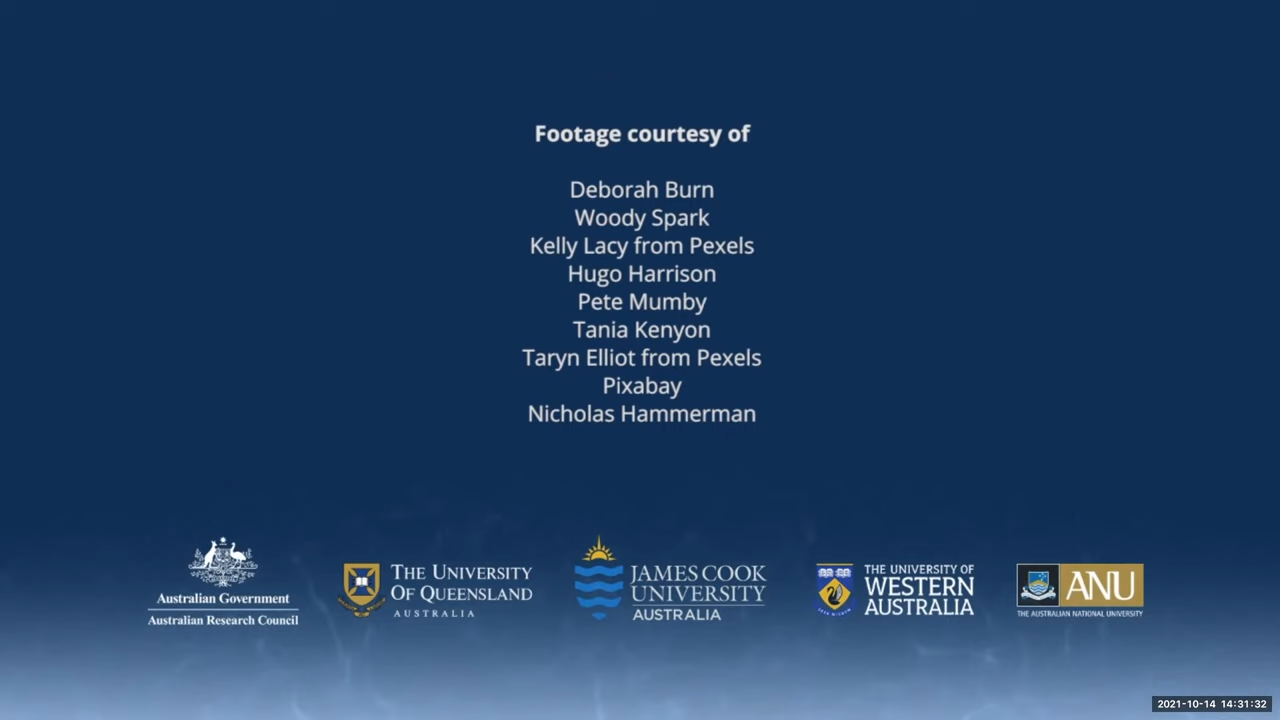 Footage courtesy of
Deborah Burn
Woody Spark
Kelly Lacy from Pexels
Hugo Harrison
Pete Mumby
Tania Kenyon
Taryn Elliot from Pexels
Pixabay
Nicholas Hammerman
Australian Government
Australian Research Council
THE UNIVERSITY
OF QUEENSLAND
AUSTRALIA
JAMES COOK
UNIVERSITY
AUSTRALIA
THE UNIVERSITY OF
WESTERN
AUSTRALIA
ANU
THE AUSTRALIAN NATIONAL UNIVERSITY
2021-10-14 14:31:32